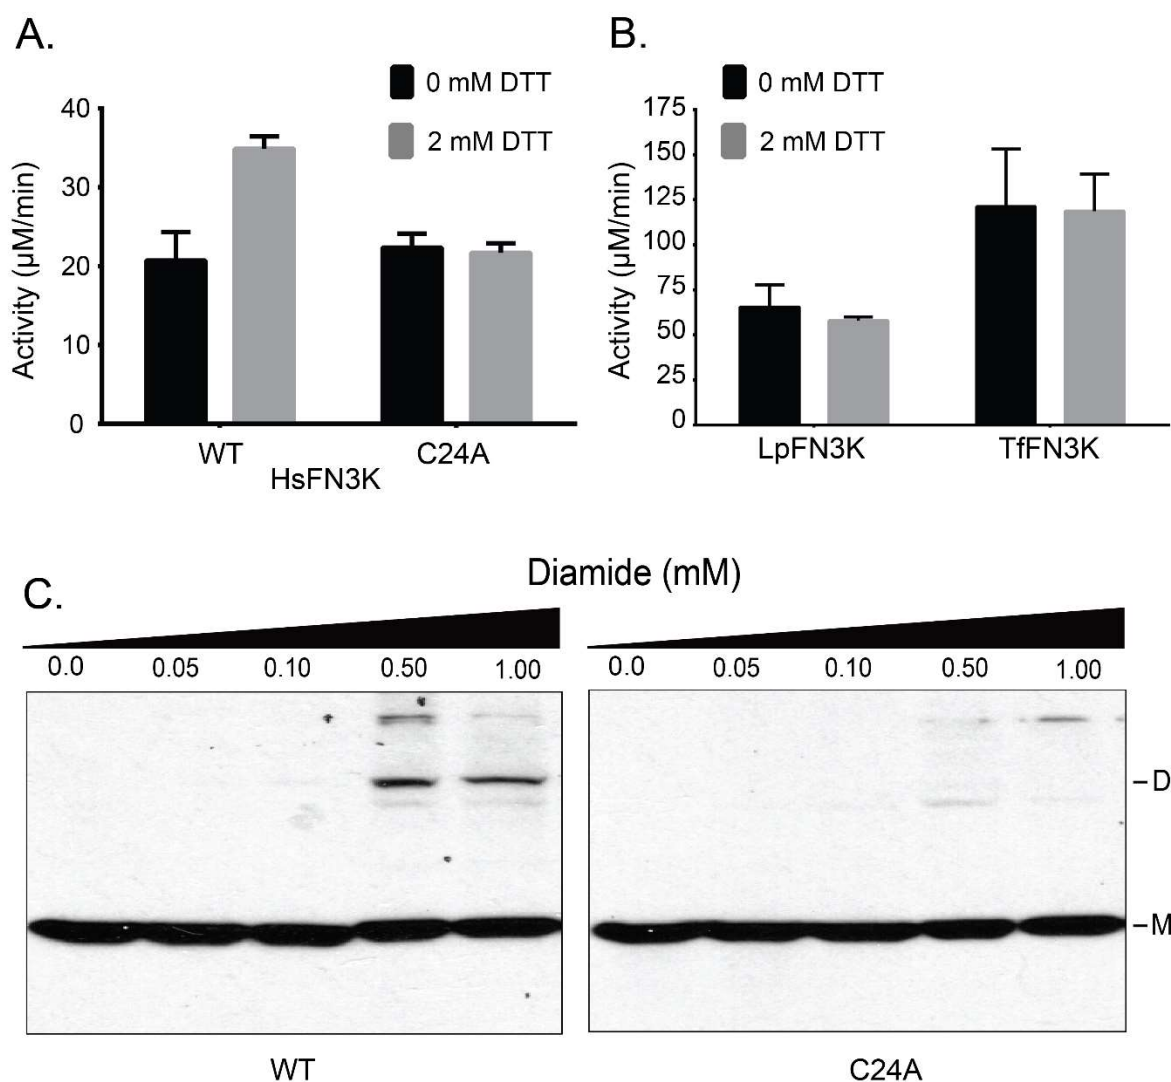 A.
0 mM DTT
2 mM DTT
Activity (µM/min)
40
30
20
10
0
WT C24A
HsFN3K
B.
0 mM DTT
2 mM DTT
Activity (µM/min)
175
150
125
100
75
50
25
0
LpFN3K TfFN3K
C.
Diamide (mM)
0.0 0.05 0.10 0.50 1.00
0.0 0.05 0.10 0.50 1.00
–D
–M
WT
C24A